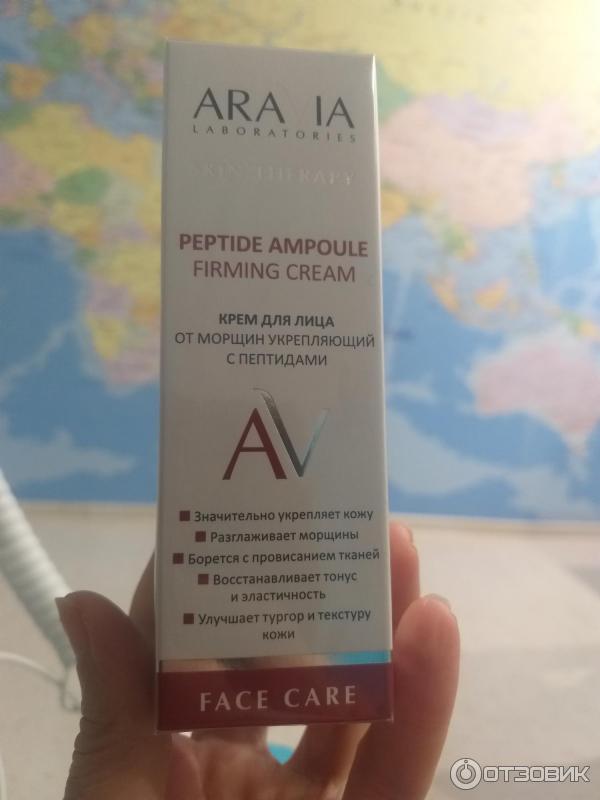 ARAVIA
LABORATORIES
SKIN THERAPY
PEPTIDE AMPOULE
FIRMING CREAM
КРЕМ ДЛЯ ЛИЦА
ОТ МОРЩИН УКРЕПЛЯЮЩИЙ
С ПЕПТИДАМИ
AV
Значительно укрепляет кожу
Разглаживает морщины
Борется с провисанием тканей
Восстанавливает тонус
и эластичность
Улучшает тургор и текстуру
кожи
FACE CARE
ОТЗОВИК